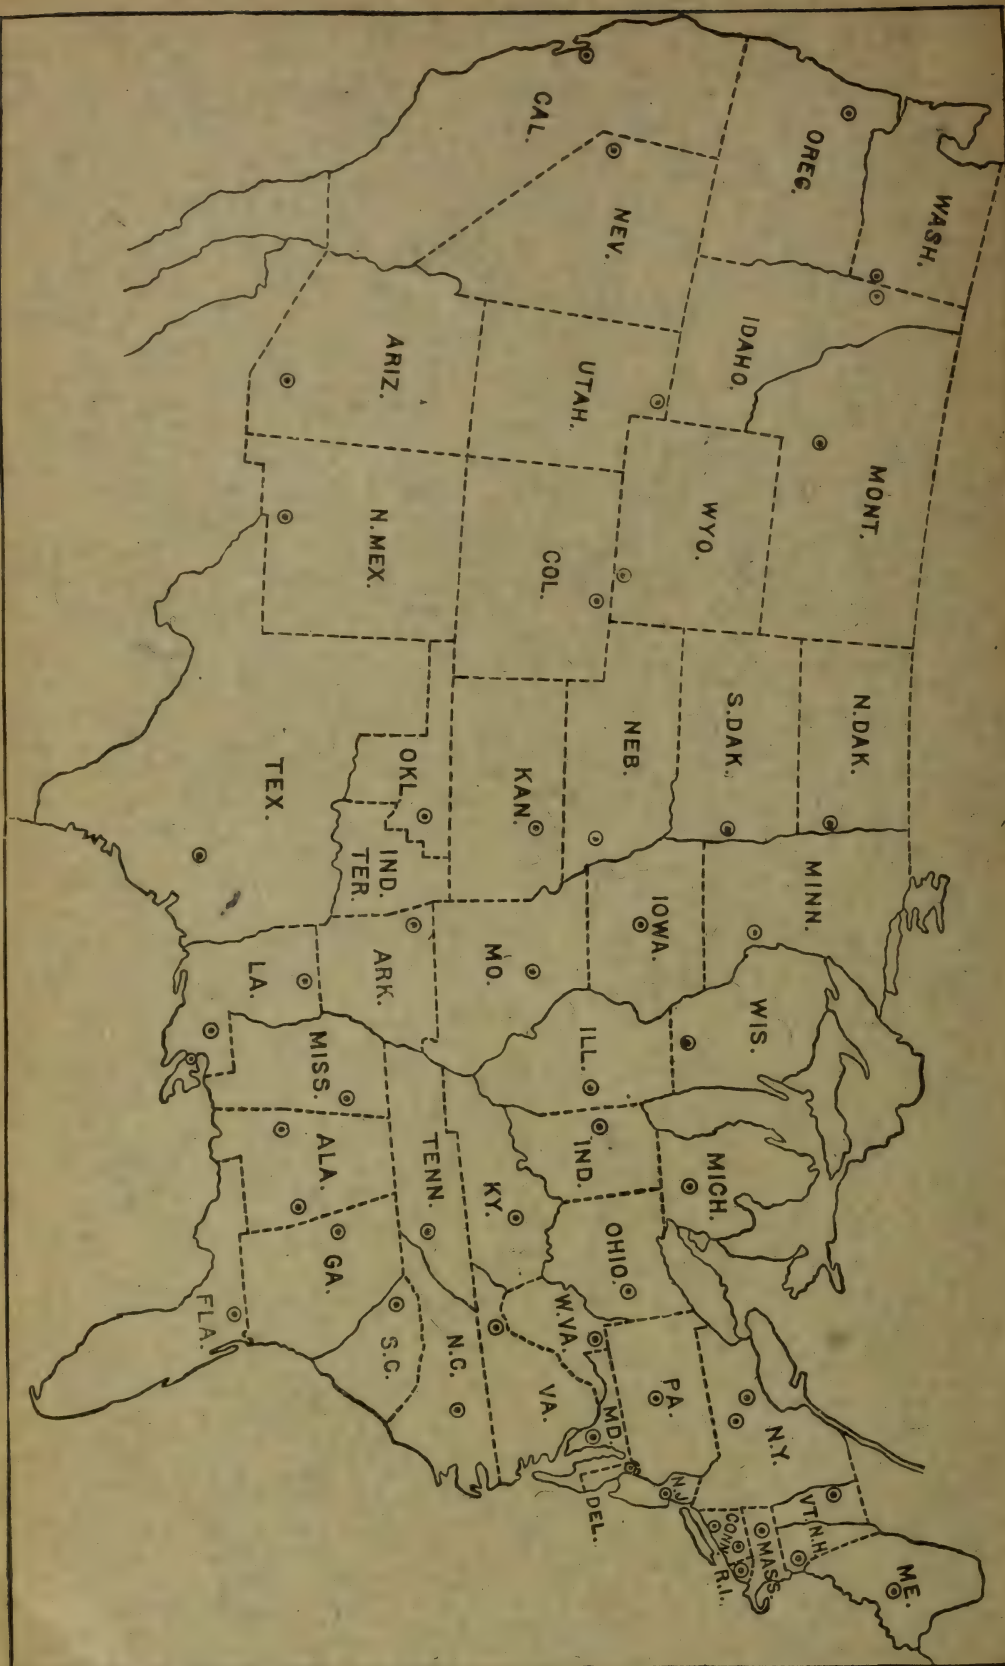 WASH.
OREG.
CAL.
NEV.
IDAHO.
MONT.
WYO.
UTAH.
ARIZ.
COL.
N.MEX.
N.DAK.
S.DAK.
NEB.
KAN.
OKL.
IND.
TER.
TEX.
MINN.
IOWA.
MO.
ARK.
LA.
WIS.
ILL.
MISS.
MICH.
IND.
OHIO.
KY.
TENN.
ALA.
GA.
FLA.
S.C.
N.C.
VA.
W.VA.
PA.
MD.
DEL.
N.J.
N.Y.
CONN.
R.I.
MASS.
VT.
N.H.
ME.